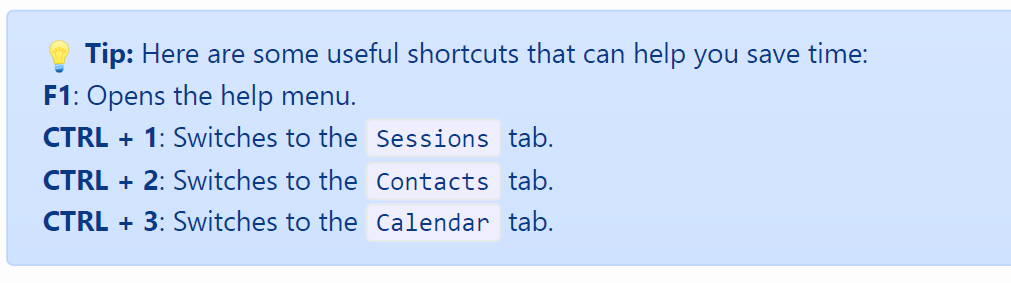 💡 Tip: Here are some useful shortcuts that can help you save time:
F1: Opens the help menu.
CTRL + 1: Switches to the Sessions tab.
CTRL + 2: Switches to the Contacts tab.
CTRL + 3: Switches to the Calendar tab.